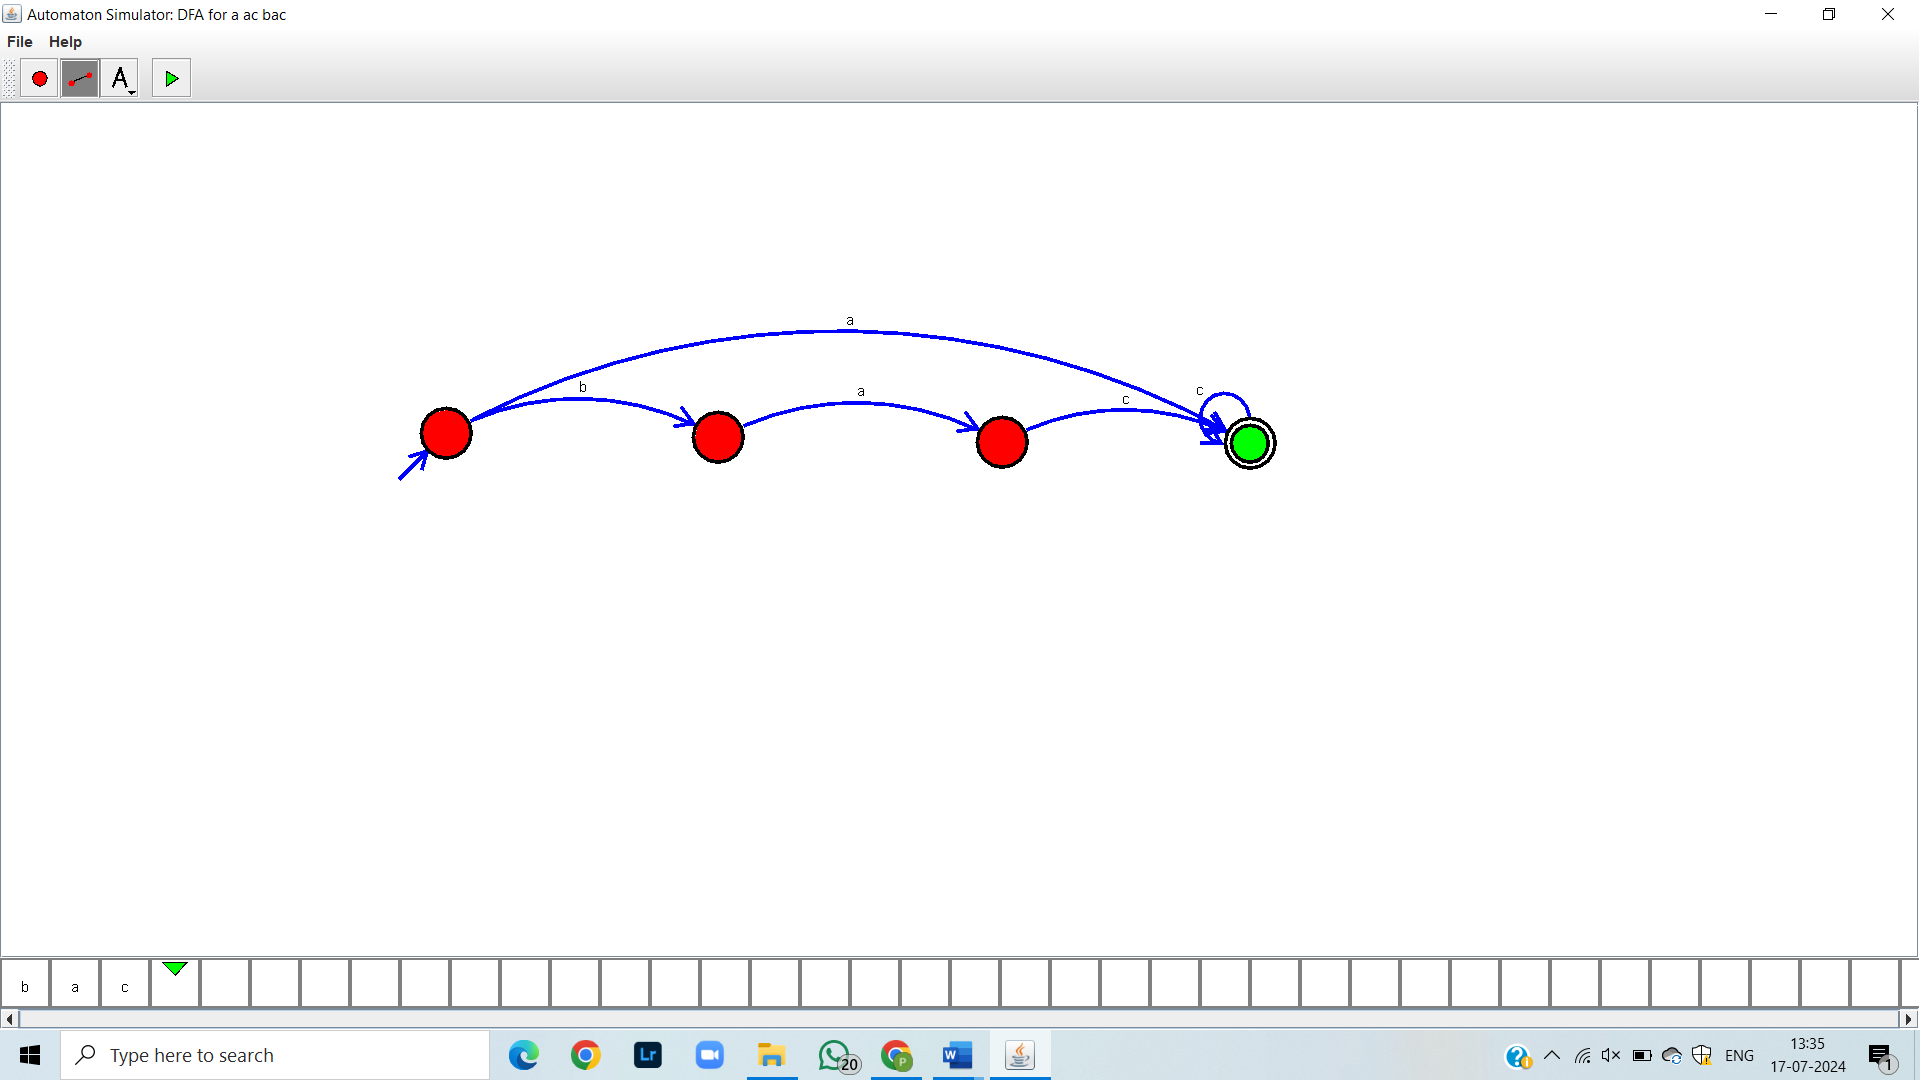 Automaton Simulator: DFA for a ac bac
File Help
A
a
b
a
c
c
b a c
Type here to search
Lr
20
P
W
?
ENG
13:35
17-07-2024
1